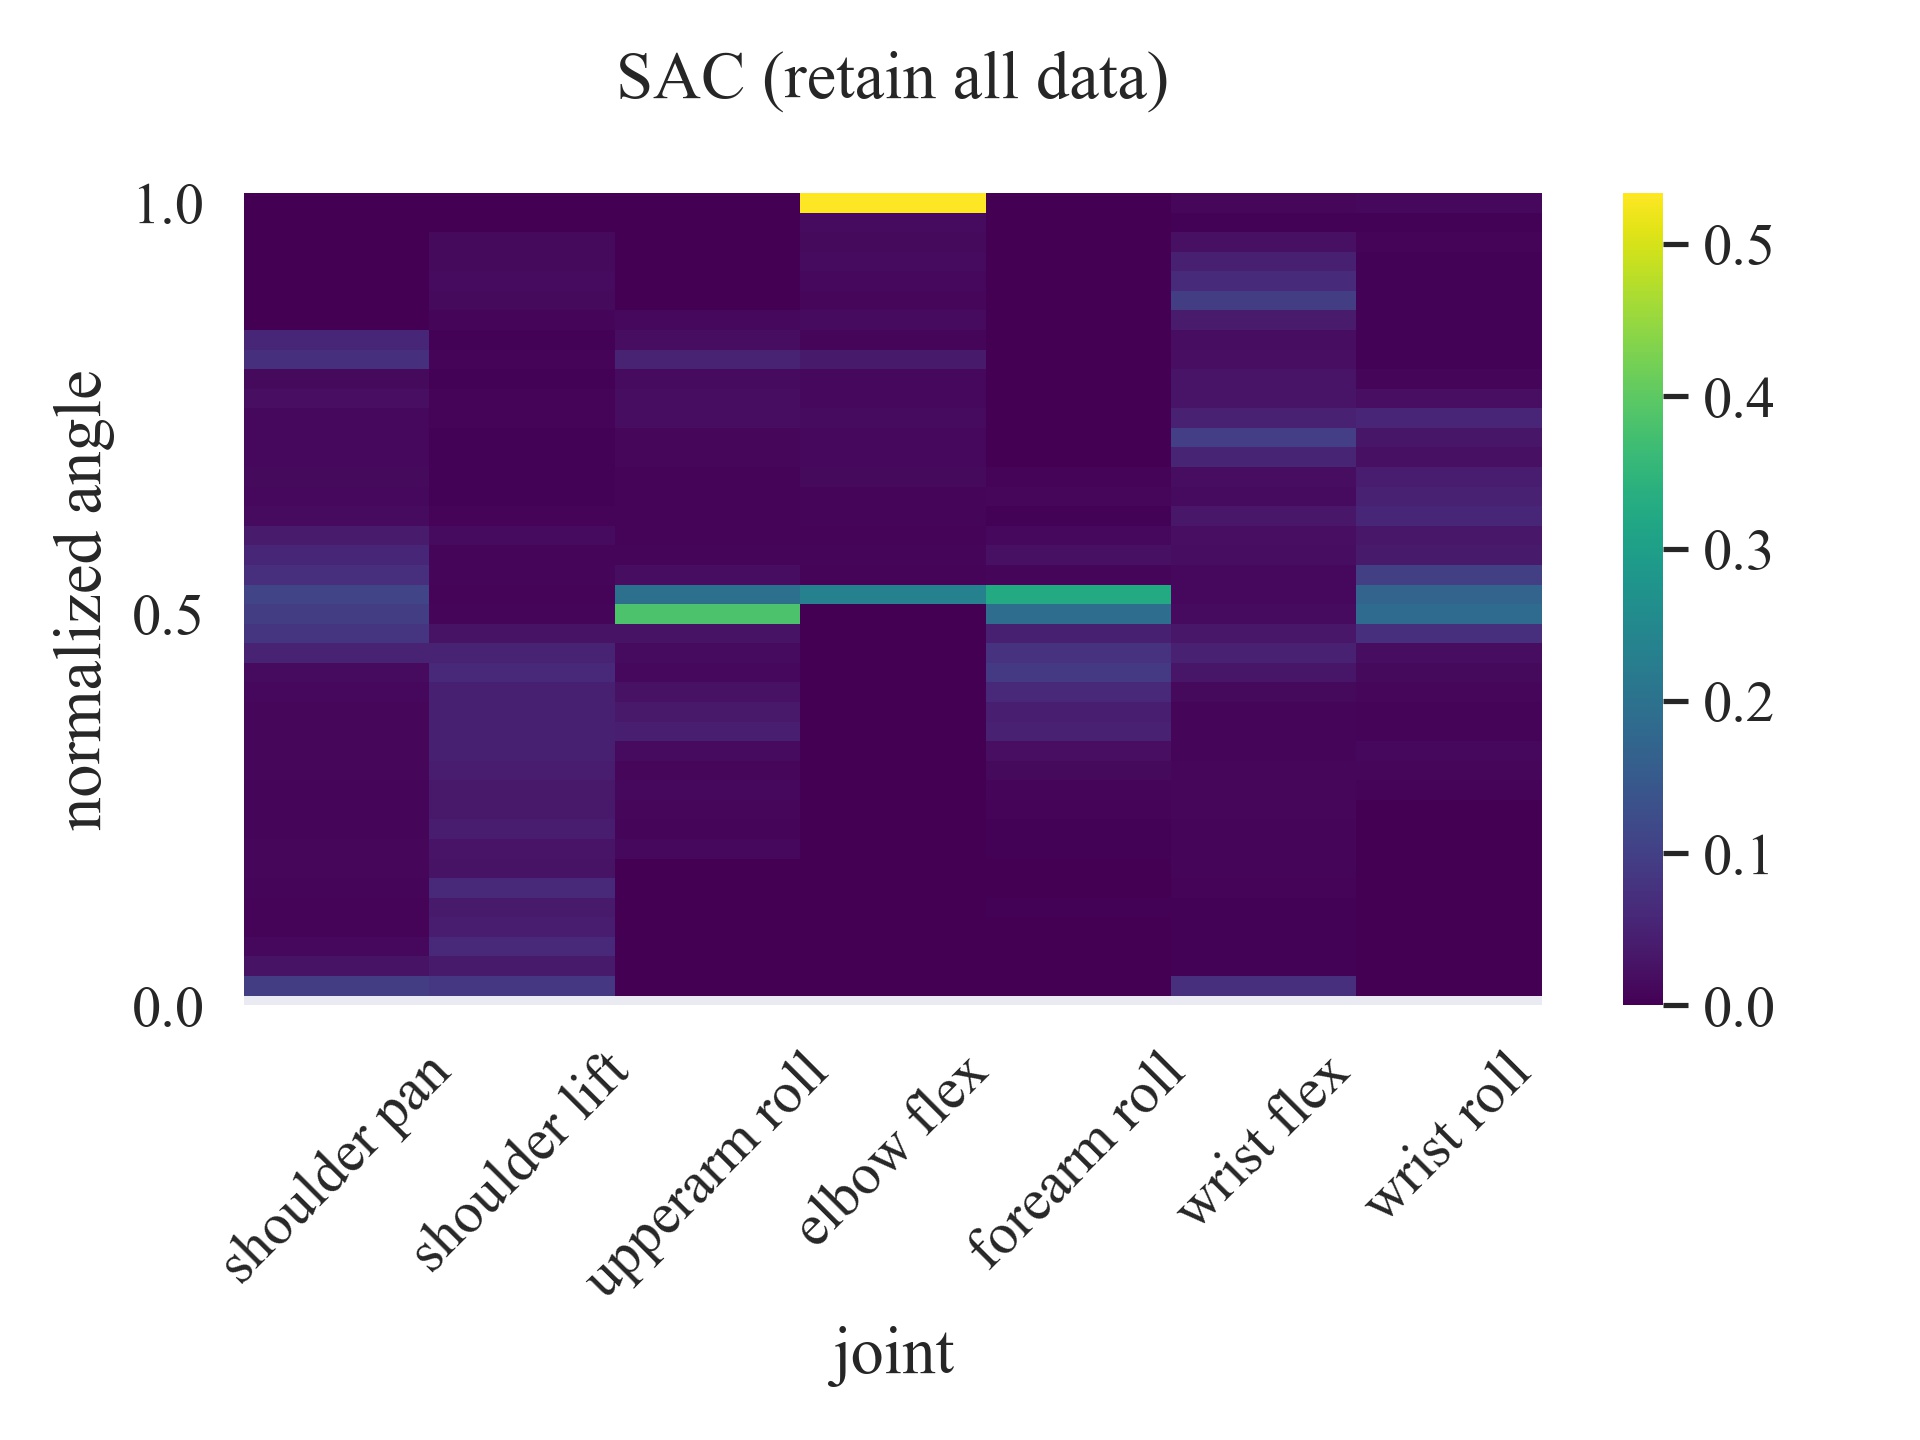 SAC (retain all data)
normalized angle
1.0
0.5
0.0
0.5
0.4
0.3
0.2
0.1
0.0
shoulder pan
shoulder lift
upperarm roll
elbow flex
forearm roll
wrist flex
wrist roll
joint